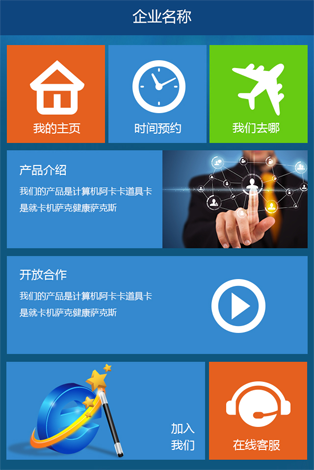 企业名称
我的主页
时间预约
我们去哪
产品介绍
我们的产品是计算机阿卡卡道具卡
是就卡机萨克健康萨克斯
开放合作
我们的产品是计算机阿卡卡道具卡
是就卡机萨克健康萨克斯
加入
我们
在线客服